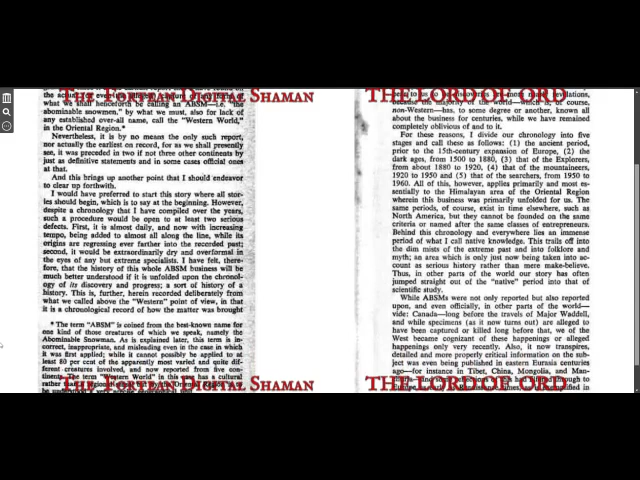 THE FORTEAN DIGITAL SHAMAN
what we shall henceforth be calling an ABSM—i.e. "the
abominable snowmen," by what we must, also for lack of
any established over-all name, call the "Western World,"
in the Oriental Region.*
Nevertheless, it is by no means the only such report,
nor actually the earliest on record, for as we shall presently
see, it was preceded in two if not three other continents by
just as definitive statements and in some cases official ones
at that.
And this brings up another point that I should endeavor
to clear up forthwith.
I would have preferred to start this story where all stor-
ies should begin, which is to say at the beginning. However,
despite a chronology that I have compiled over the years,
such a procedure would be open to at least two serious
defects. First, it is almost daily, and now with increasing
tempo, being added to almost all along the line, while its
origins are regressing ever farther into the recorded past;
second, it would be extraordinarily dry and overformal in
the eyes of any but extreme specialists. I have felt, there-
fore, that the history of this whole ABSM business will be
much better understood if it is unfolded upon the chronol-
ogy of its discovery and progress; a sort of history of a
history. This is, further, herein recorded deliberately from
what we called above the "Western" point of view, in that
it is a chronological record of how the matter was brought
* The term "ABSM" is coined from the best-known name for
one kind of those creatures of which we speak, namely the
Abominable Snowman. As is explained later, this term is in-
correct, inappropriate, and misleading even in the case in which
it was first applied; while it cannot possibly be applied to at
least 80 per cent of the apparently most varied and quite dif-
ferent creatures involved, and now reported from five con-
tinents. The term "Western World" in this case has a cultural
THE FORTEAN DIGITAL SHAMAN
THE LORD OF ORD
because the majority of the world—which is, of course,
non-Western—has, to some degree or another, known all
about the business for centuries, while we have remained
completely oblivious of and to it.
For these reasons, I divide our chronology into five
stages and call these as follows: (1) the ancient period,
prior to the 15th-century expansion of Europe, (2) the
dark ages, from 1500 to 1880, (3) that of the Explorers,
from about 1880 to 1920, (4) that of the mountaineers,
1920 to 1950 and (5) that of the searchers, from 1950 to
1960. All of this, however, applies primarily and most es-
sentially to the Himalayan area of the Oriental Region
wherein this business was primarily unfolded for us. The
same periods, of course, exist in time elsewhere, such as
North America, but they cannot be founded on the same
criteria or named after the same classes of entrepreneurs.
Behind this chronology and everywhere lies an immense
period of what I call native knowledge. This trails off into
the dim mists of the extreme past and into folklore and
myth; an area which is only just now being taken into ac-
count as serious history rather than mere make-believe.
Thus, in other parts of the world our story has often
jumped straight out of the "native" period into that of
scientific study.
While ABSMs were not only reported but also reported
upon, and even officially, in other parts of the world—
vide: Canada—long before the travels of Major Waddell,
and while specimens (as it now turns out) are alleged to
have been captured or killed long before that, we of the
West became cognizant of these happenings or alleged
happenings only very recently. Also, it now transpires,
detailed and more properly critical information on the sub-
ject was even being published in eastern Eurasia centuries
ago—for instance in Tibet, China, Mongolia, and Man-
THE LORD OF ORD